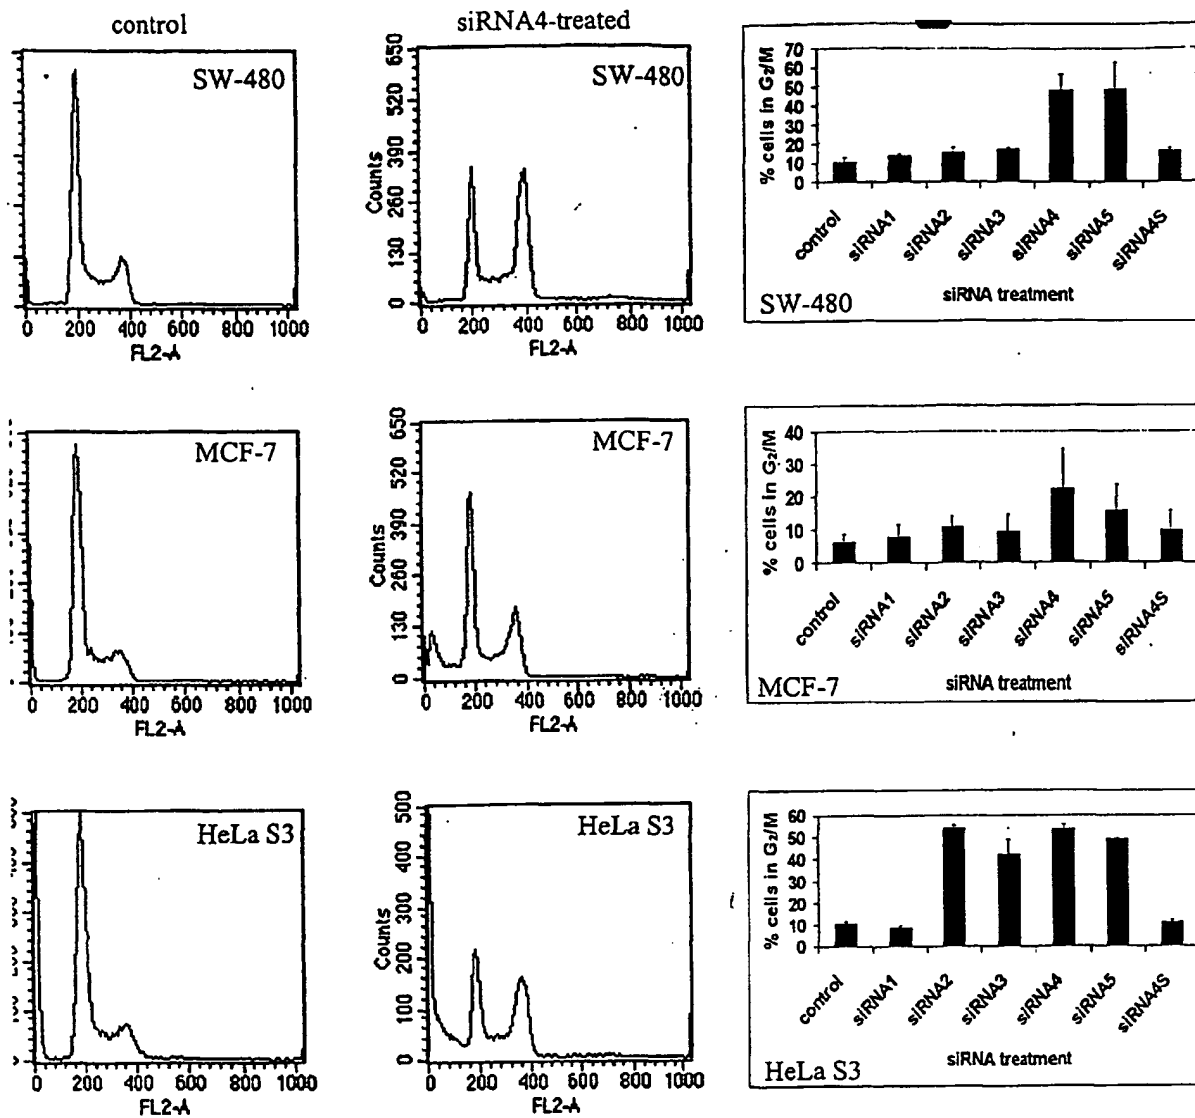 control
siRNA4-treated
SW-480
0 200 400 600 800 1000
FL2-A
SW-480
Counts
650
520
390
260
130
0
0 200 400 600 800 1000
FL2-A
% cells in G₂/M
70
60
50
40
30
20
10
0
control siRNA1 siRNA2 siRNA3 siRNA4 siRNA5 siRNA4S
siRNA treatment
SW-480
MCF-7
0 200 400 600 800 1000
FL2-A
MCF-7
Counts
650
520
390
260
130
0
0 200 400 600 800 1000
FL2-A
% cells in G₂/M
40
30
20
10
0
control siRNA1 siRNA2 siRNA3 siRNA4 siRNA5 siRNA4S
siRNA treatment
MCF-7
HeLa S3
0 200 400 600 800 1000
FL2-A
HeLa S3
Counts
500
400
300
200
100
0
0 200 400 600 800 1000
FL2-A
% cells in G₂/M
60
50
40
30
20
10
0
control siRNA1 siRNA2 siRNA3 siRNA4 siRNA5 siRNA4S
siRNA treatment
HeLa S3